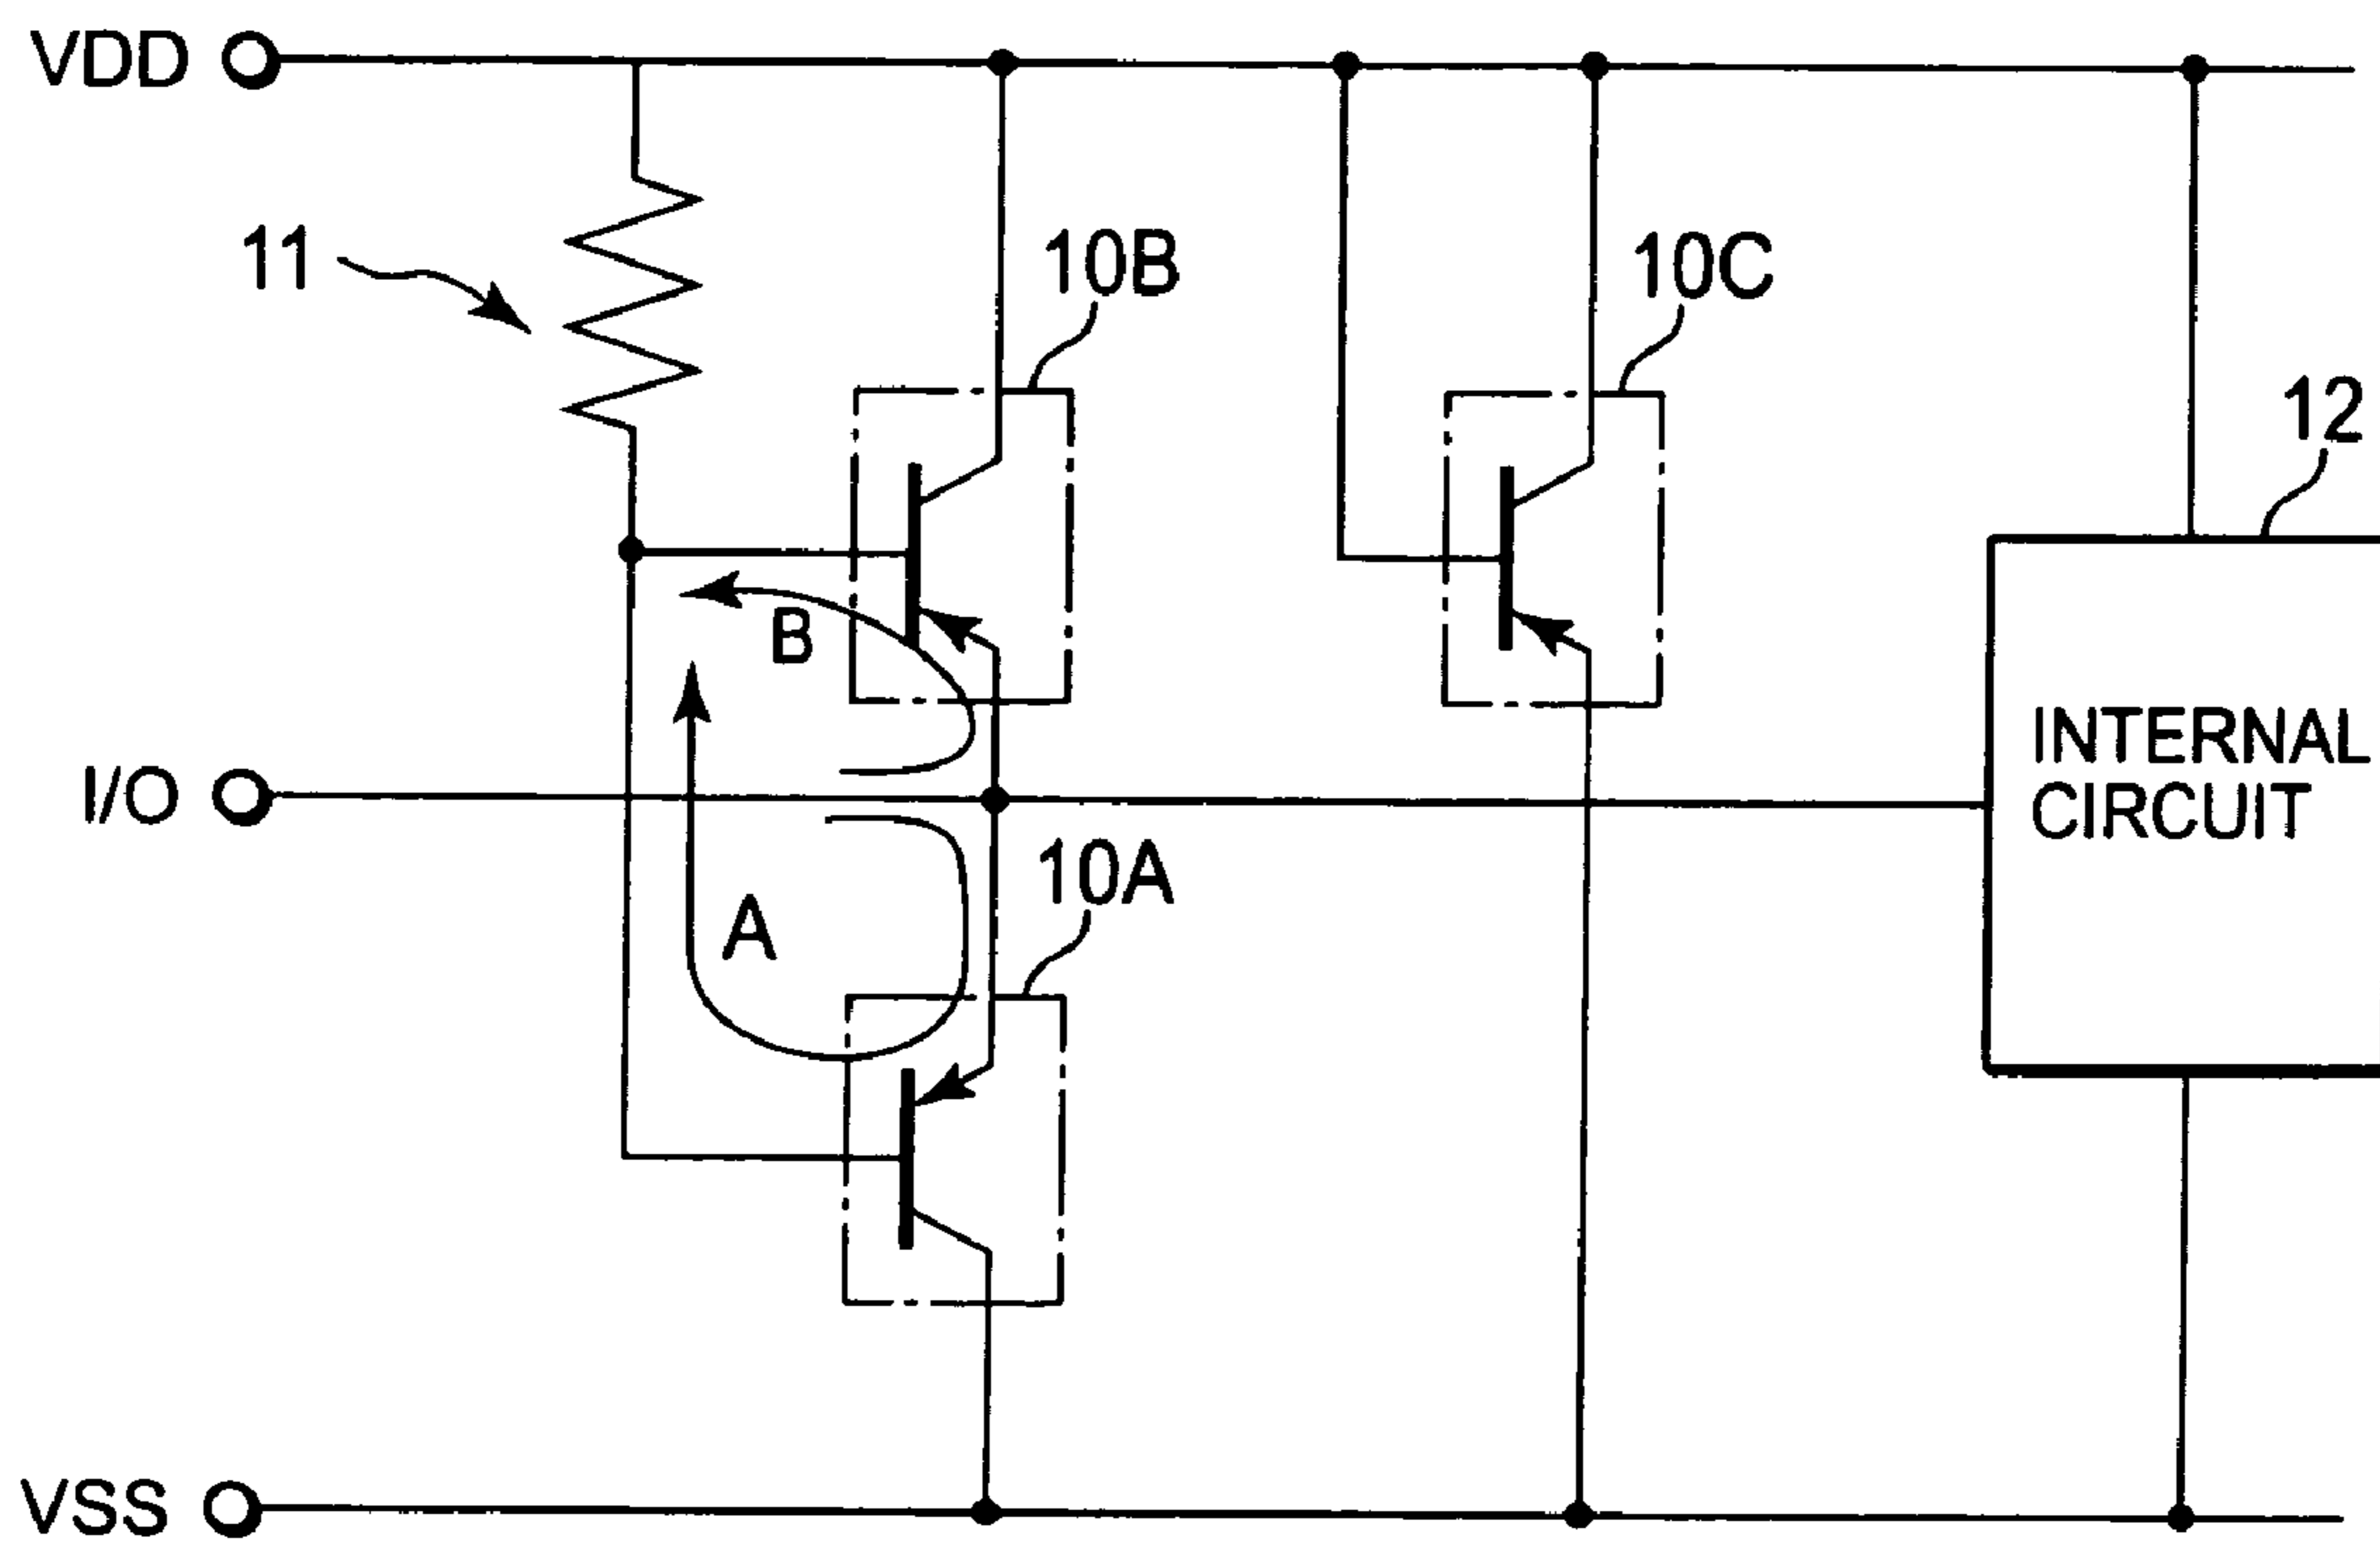 VDD
11
10B
10C
12
B
I/O
INTERNAL
CIRCUIT
10A
A
VSS